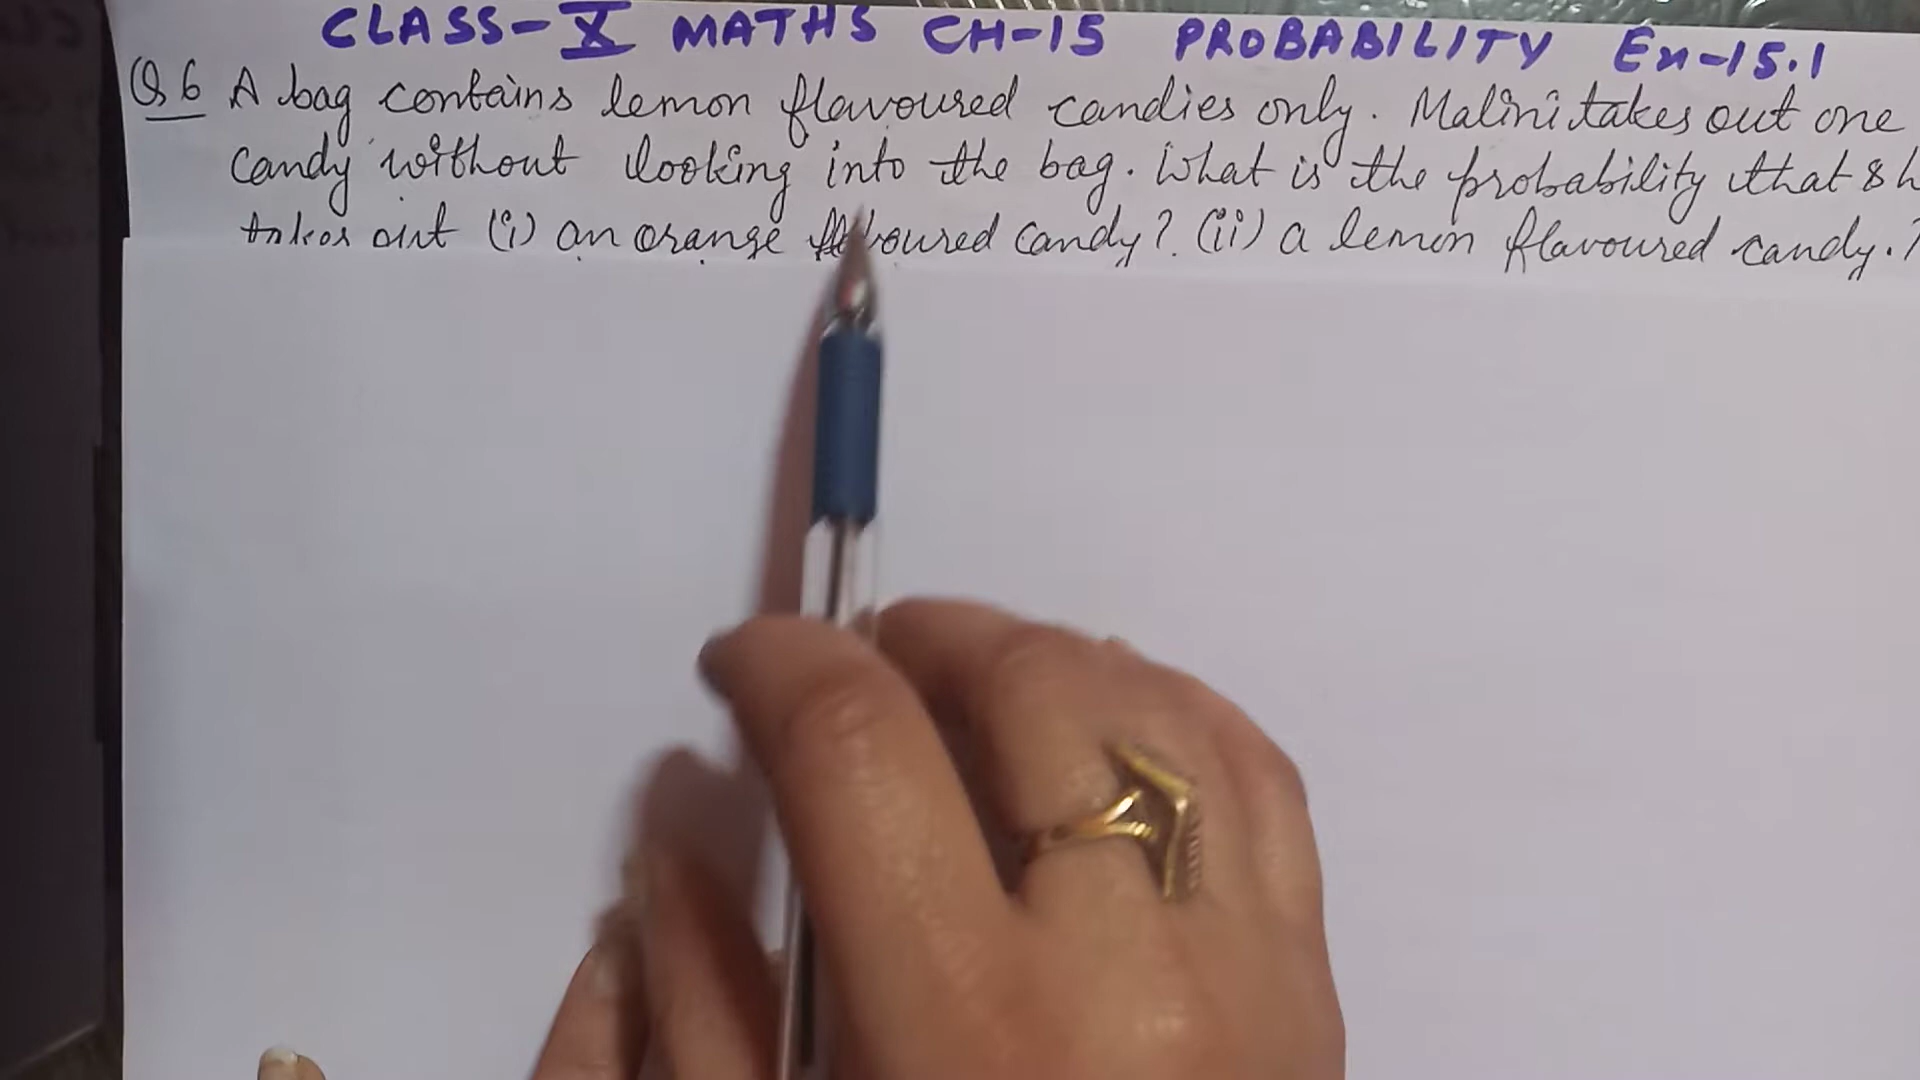 CLASS-X MATHS CH-15 PROBABILITY Ex-15.1
Q6 A bag contains lemon flavoured candies only. Malini takes out one
candy without looking into the bag. What is the probability that sh
takes out (i) an orange flavoured candy? (ii) a lemon flavoured candy.?